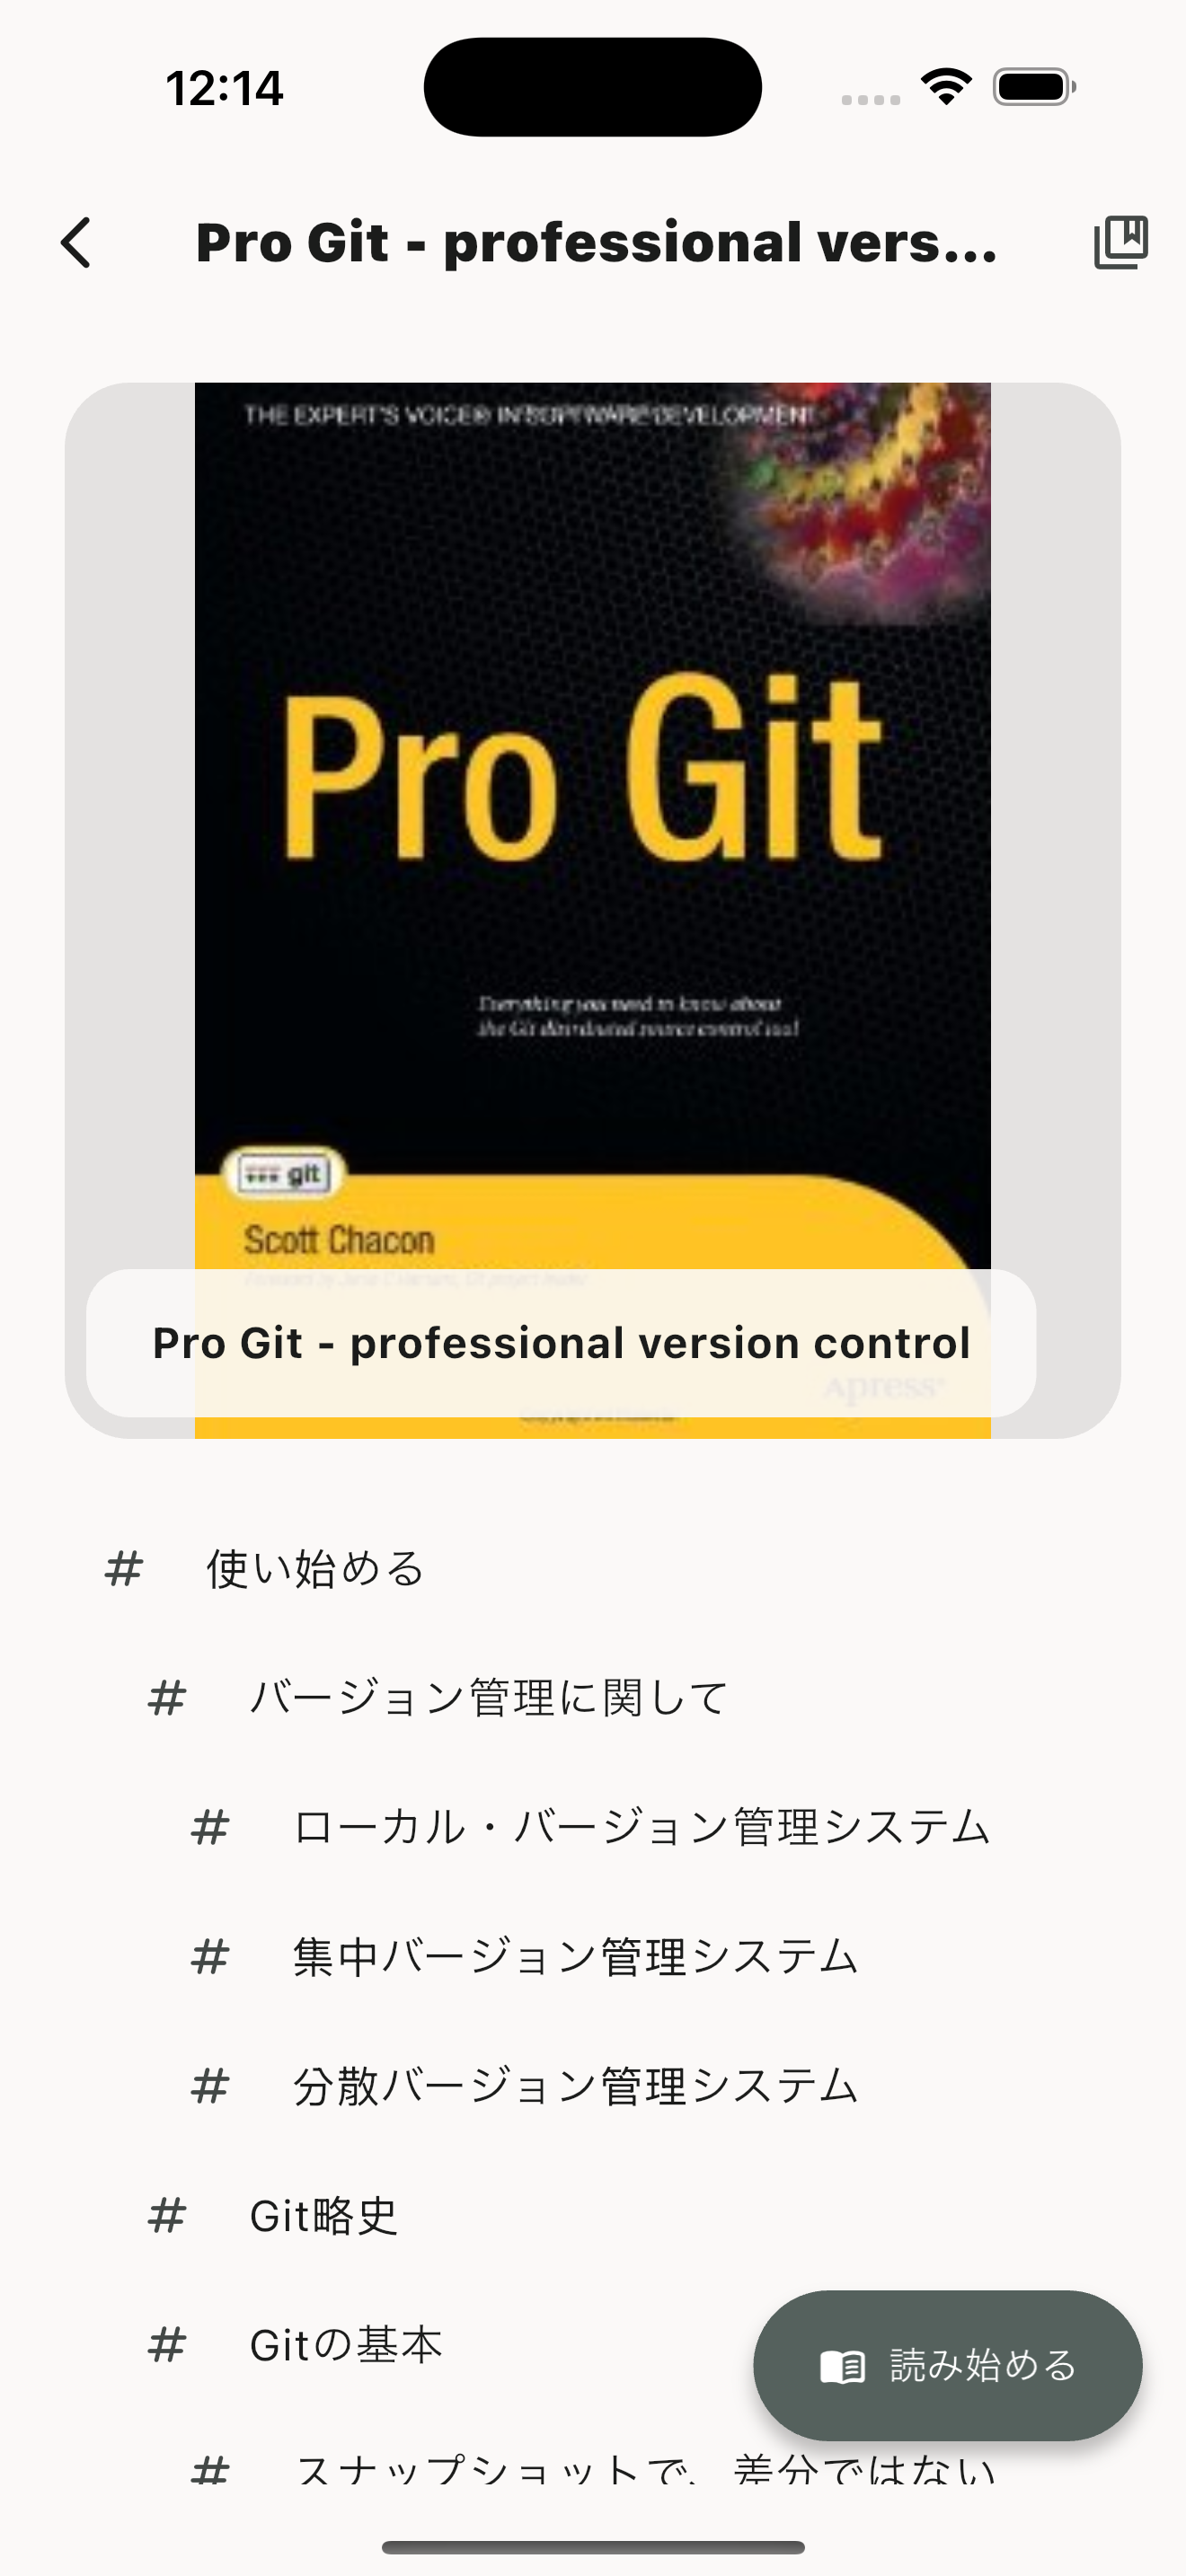 12:14
Pro Git - professional vers...
THE EXPERT'S VOICE® IN SOFTWARE DEVELOPMENT
Pro Git
Everything you need to know about
the Git distributed source control tool
git
Scott Chacon
Pro Git - professional version control
Apress®
# 使い始める
# バージョン管理に関して
# ローカル・バージョン管理システム
# 集中バージョン管理システム
# 分散バージョン管理システム
# Git略史
# Gitの基本
読み始める
# スナップショットで、差分ではない